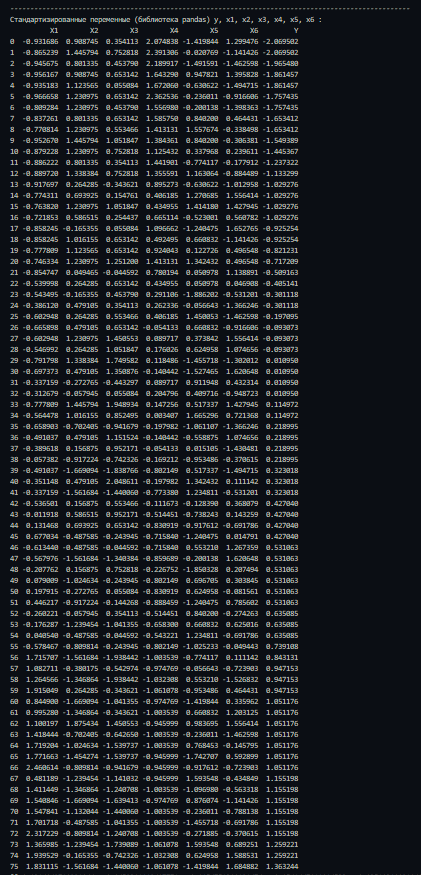 --------------------------------------------------------------------------------
Стандартизированные переменные (библиотека pandas) y, x1, x2, x3, x4, x5, x6 :
X1 X2 X3 X4 X5 X6 Y
0 -0.931686 0.908745 0.354113 2.074838 -1.419844 1.299476 -2.069502
1 -0.865239 1.445794 0.752818 2.391306 -0.020769 -1.141426 -2.069502
2 -0.945675 0.801335 0.453790 2.189917 -1.491591 -1.462598 -1.965480
3 -0.956167 0.908745 0.653142 1.643290 0.947821 1.395828 -1.861457
4 -0.935183 1.123565 0.055084 1.672060 -0.630622 -1.494715 -1.861457
5 -0.966658 1.230975 0.653142 2.362536 -0.236011 -0.916606 -1.757435
6 -0.809284 1.230975 0.453790 1.556980 -0.200138 -1.398363 -1.757435
7 -0.837261 0.801335 0.653142 1.585750 0.840200 0.464431 -1.653412
8 -0.770814 1.230975 0.553466 1.413131 1.557674 -0.338498 -1.653412
9 -0.952670 1.445794 1.051847 1.384361 0.840200 -0.306381 -1.549389
10 -0.879228 1.230975 0.752818 1.125432 0.337968 0.239611 -1.445367
11 -0.886222 0.801335 0.354113 1.441901 -0.774117 -0.177912 -1.237322
12 -0.889720 1.338384 0.752818 1.355591 1.163064 -0.884489 -1.133299
13 -0.917697 0.264285 -0.343621 0.895273 -0.630622 -1.012958 -1.029276
14 -0.774311 0.693925 0.154761 0.406185 1.270685 1.556414 -1.029276
15 -0.763820 1.230975 1.051847 0.434955 1.414180 1.427945 -1.029276
16 -0.721853 0.586515 0.254437 0.665114 -0.523001 0.560782 -1.029276
17 -0.858245 -0.165355 0.055084 1.096662 -1.240475 1.652765 -0.925254
18 -0.858245 1.016155 0.653142 0.492495 0.660832 -1.141426 -0.925254
19 -0.777809 1.123565 0.653142 0.924043 0.122726 0.496548 -0.821231
20 -0.746334 1.230975 1.251200 1.413131 1.342432 0.496548 -0.717209
21 -0.854747 0.049465 -0.044592 0.780194 0.050978 1.138891 -0.509163
22 -0.539998 0.264285 0.653142 0.434955 0.050978 0.046908 -0.405141
23 -0.543495 -0.165355 0.453790 0.291106 -1.886202 -0.531201 -0.301118
24 -0.386120 0.479105 0.354113 0.262336 -0.056643 -1.366246 -0.301118
25 -0.602948 0.264285 0.553466 0.406185 1.450053 -1.462598 -0.197095
26 -0.665898 0.479105 0.653142 -0.054133 0.660832 -0.916606 -0.093073
27 -0.602948 1.230975 1.450553 0.089717 0.373842 1.556414 -0.093073
28 -0.546992 0.264285 1.051847 0.176026 0.624958 1.074656 -0.093073
29 -0.791798 1.338384 1.749582 0.118486 -1.455718 -1.302012 0.010950
30 -0.697373 0.479105 1.350876 -0.140442 -1.527465 1.620648 0.010950
31 -0.337159 -0.272765 -0.443297 0.089717 0.911948 0.432314 0.010950
32 -0.312679 -0.057945 0.055084 0.204796 0.409716 -0.948723 0.010950
33 -0.777809 1.445794 1.948934 0.147256 0.517337 1.427945 0.114972
34 -0.564478 1.016155 0.852495 0.003407 1.665296 0.721368 0.114972
35 -0.658903 -0.702405 -0.941679 -0.197982 -1.061107 -1.366246 0.218995
36 -0.491037 0.479105 1.151524 -0.140442 -0.558875 1.074656 0.218995
37 -0.389618 0.156875 0.952171 -0.054133 0.015105 -1.430481 0.218995
38 -0.057382 -0.917224 -0.742326 -0.169212 -0.953486 -0.370615 0.218995
39 -0.491037 -1.669094 -1.838766 -0.802149 0.517337 -1.494715 0.323018
40 -0.351148 0.479105 2.048611 -0.197982 1.342432 0.111142 0.323018
41 -0.337159 -1.561684 -1.440060 -0.773380 1.234811 -0.531201 0.323018
42 -0.536501 0.156875 0.553466 -0.111673 -0.128390 0.368079 0.427040
43 -0.011918 0.586515 0.952171 -0.514451 -0.738243 0.143259 0.427040
44 0.131468 0.693925 0.653142 -0.830919 -0.917692 -0.691786 0.427040
45 0.677034 -0.487585 -0.243945 -0.715840 -1.240475 0.014791 0.427040
46 -0.613440 -0.487585 -0.044592 -0.715840 0.553210 1.267359 0.531063
47 -0.567976 -1.561684 -1.340384 -0.859689 -0.200138 1.620648 0.531063
48 -0.207762 0.156875 0.752818 -0.226752 -1.850328 0.207494 0.531063
49 0.079009 -1.024634 -0.243945 -0.802149 0.696705 0.303845 0.531063
50 0.197915 -0.272765 0.055084 -0.830919 0.624958 -0.081561 0.531063
51 0.446217 -0.917224 -0.144268 -0.888459 -1.240475 0.785602 0.531063
52 -0.260221 -0.057945 0.354113 -0.514451 0.840200 -0.274263 0.635085
53 -0.176287 -1.239454 -1.041355 -0.658300 0.660832 0.625016 0.635085
54 0.040540 -0.487585 -0.044592 -0.543221 1.234811 -0.691786 0.635085
55 -0.578467 -0.809814 -0.243945 -0.802149 -1.025233 -0.049444 0.739108
56 1.715707 -1.561684 -1.938442 -1.003539 -0.774117 0.111142 0.843131
57 1.082711 -0.380175 -0.542974 -0.974769 -0.056643 -0.723903 0.947153
58 1.264566 -1.346864 -1.938442 -1.032308 0.553210 -1.526832 0.947153
59 1.915049 0.264285 -0.343621 -1.061078 -0.953486 0.464431 0.947153
60 0.844900 -1.669094 -1.041355 -0.974769 -1.419844 0.335962 1.051176
61 0.995280 -1.346864 -0.343621 -1.003539 0.660832 1.203125 1.051176
62 1.100197 1.875434 1.450553 -0.945999 0.983695 1.556414 1.051176
63 1.418444 -0.702405 -0.642650 -1.003539 -0.236011 -1.462598 1.051176
64 1.719204 -1.024634 -1.539737 -1.003539 0.768453 -0.145795 1.051176
65 1.771663 -1.454274 -1.539737 -0.945999 -1.742707 0.592899 1.051176
66 2.460614 -0.809814 -0.941679 -0.945999 -0.917692 -0.723903 1.051176
67 0.481189 -1.239454 -1.141032 -0.945999 1.593548 -0.434849 1.155198
68 1.411449 -1.346864 -1.240708 -1.003539 -1.096980 -0.563318 1.155198
69 1.540846 -1.669094 -1.639413 -0.974769 0.876074 -1.141426 1.155198
70 1.547841 -1.132044 -1.440060 -1.003539 -0.236011 -0.788138 1.155198
71 1.701718 -0.487585 -1.041355 -1.003539 -1.455718 -0.691786 1.155198
72 2.317229 -0.809814 -1.240708 -1.003539 -0.271885 -0.370615 1.155198
73 1.365985 -1.239454 -1.739089 -1.061078 1.593548 0.689251 1.259221
74 1.939529 -0.165355 -0.742326 -1.032308 0.624958 1.588531 1.259221
75 1.831115 -1.561684 -1.440060 -1.061078 -1.419844 1.684882 1.363244